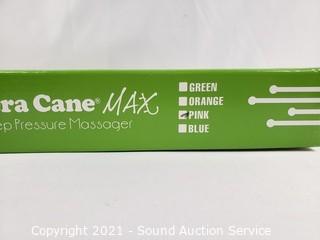 ra Cane® MAX
ep Pressure Massager
GREEN
ORANGE
PINK
BLUE
Copyright 2021 - Sound Auction Service